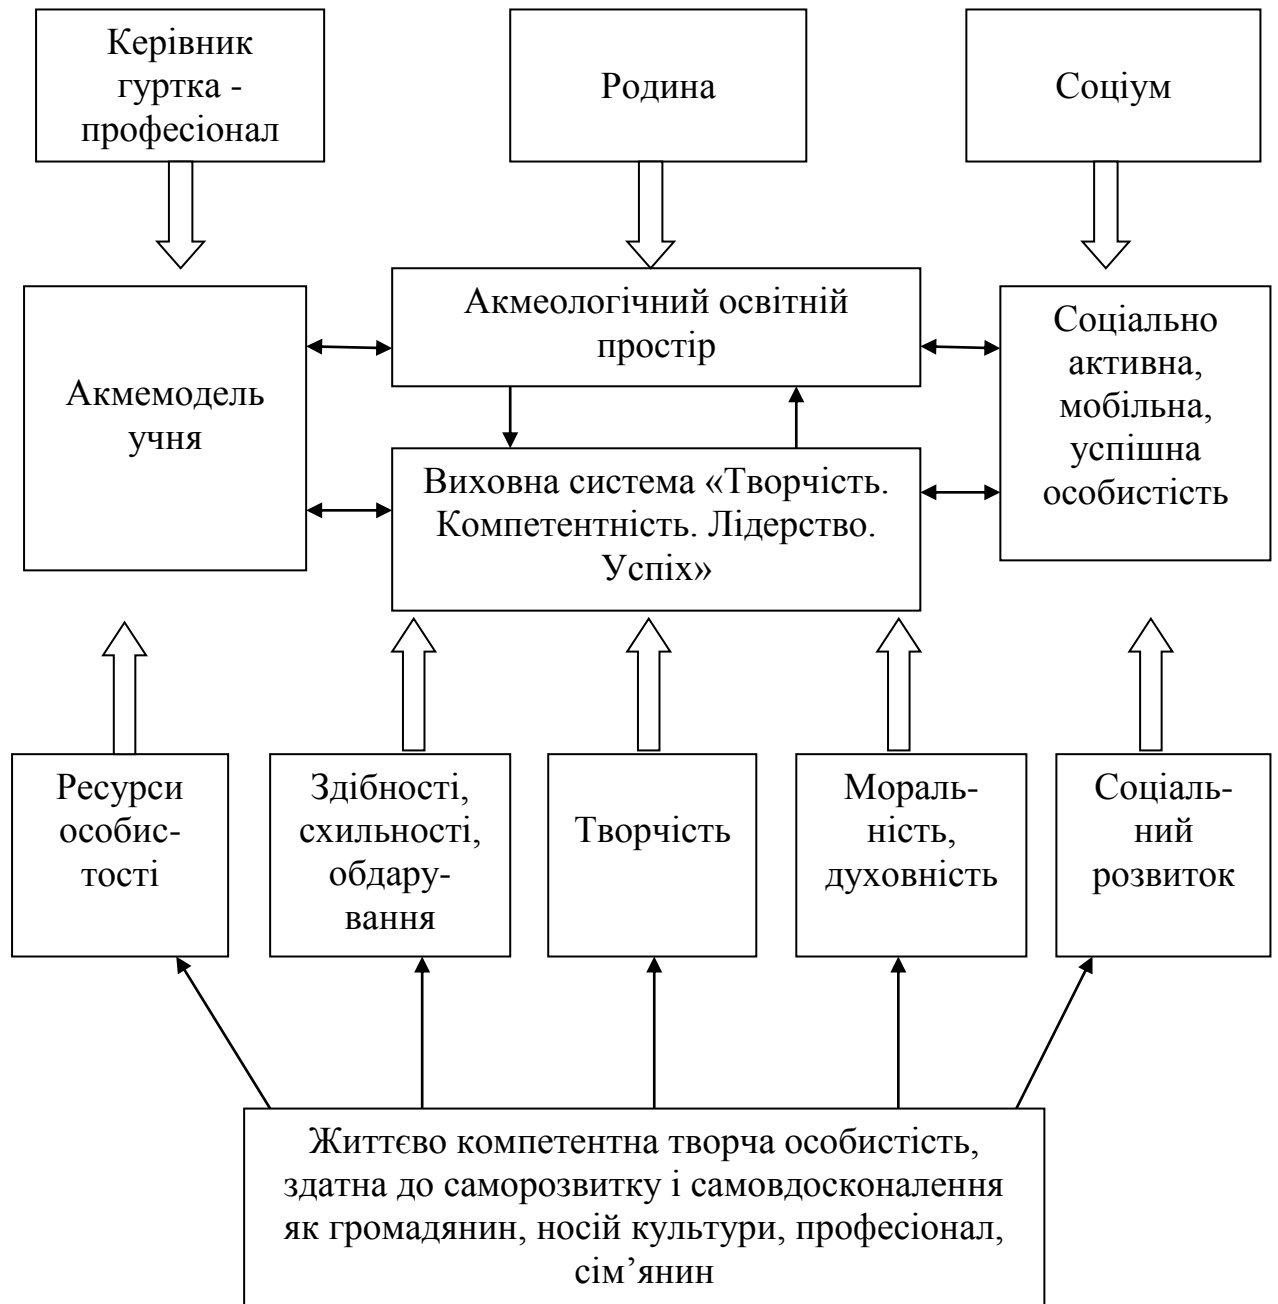 Керівник
гуртка -
професіонал
Родина
Соціум
Акмемодель
учня
Акмеологічний освітній
простір
Виховна система «Творчість.
Компетентність. Лідерство.
Успіх»
Соціально
активна,
мобільна,
успішна
особистість
Ресурси
особис-
тості
Здібності,
схильності,
обдару-
вання
Творчість
Мораль-
ність,
духовність
Соціаль-
ний
розвиток
Життєво компетентна творча особистість,
здатна до саморозвитку і самовдосконалення
як громадянин, носій культури, професіонал,
сім’янин